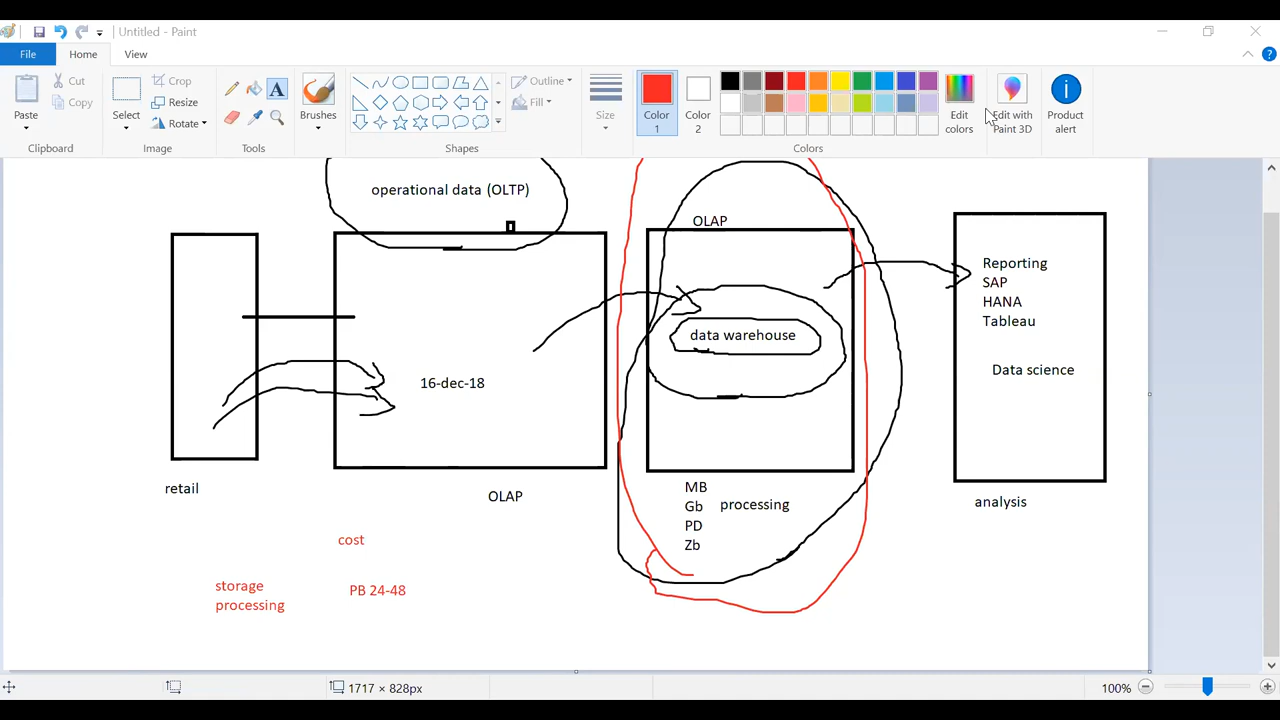 Untitled - Paint
File
Home
View
Paste
Cut
Copy
Clipboard
Select
Crop
Resize
Rotate
Image
A
Tools
Brushes
Shapes
Outline
Fill
Size
Color
1
Color
2
Colors
Edit
colors
Edit with
Paint 3D
Product
alert
operational data (OLTP)
OLAP
Reporting
SAP
HANA
Tableau
data warehouse
Data science
16-dec-18
retail
OLAP
MB
Gb
PD
Zb
processing
analysis
cost
storage
processing
PB 24-48
1717 × 828px
100%